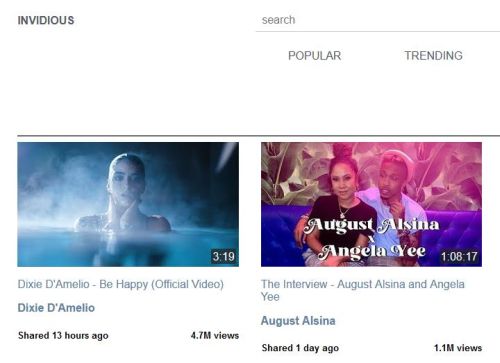 INVIDIOUS
search
POPULAR
TRENDING
3:19
August Alsina
x
Angela Yee
1:08:17
Dixie D'Amelio - Be Happy (Official Video)
Dixie D'Amelio
Shared 13 hours ago
4.7M views
The Interview - August Alsina and Angela
Yee
August Alsina
Shared 1 day ago
1.1M views